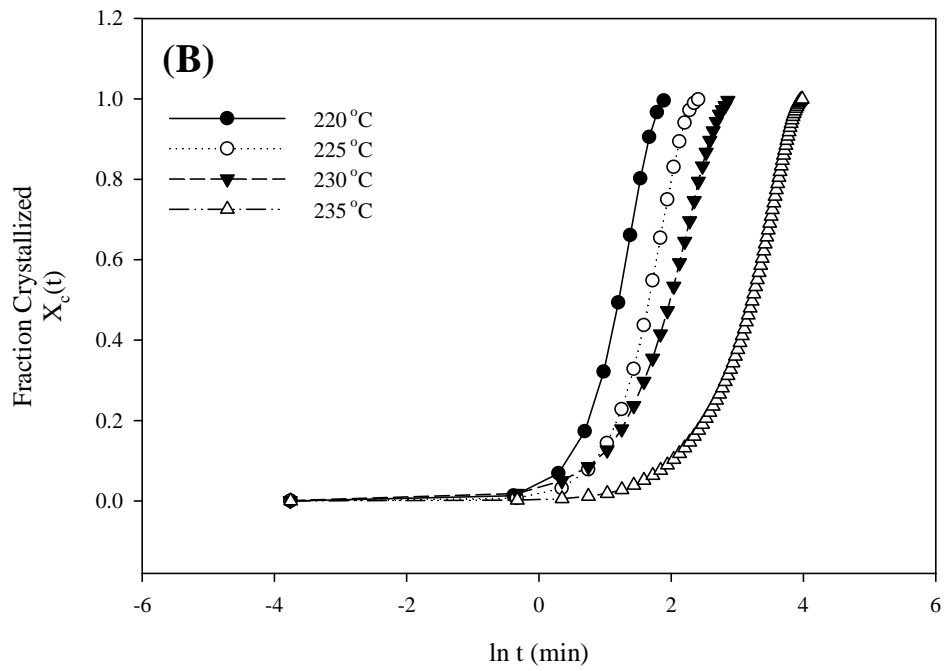 (B)
1.2
1.0
0.8
0.6
0.4
0.2
0.0
Fraction Crystallized
X_c(t)
220 °C
225 °C
230 °C
235 °C
-6 -4 -2 0 2 4 6
ln t (min)